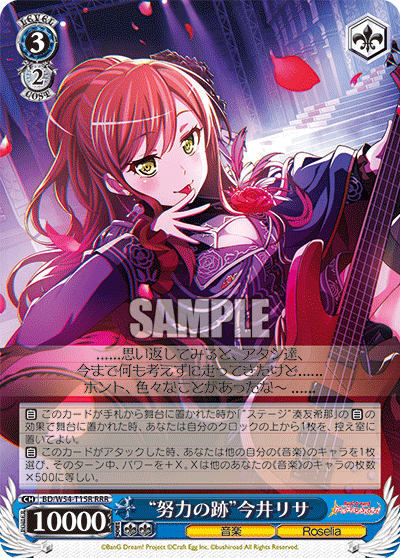 LEVEL
3
2
COST
SAMPLE
……思い返してみると、アタシ達、
今まで何も考えずに走ってきたけど……
ホント、色々なことがあったな～……
自 このカードが手札から舞台に置かれた時か「“ステージ”湊友希那」の自の
効果で舞台に置かれた時、あなたは自分のクロックの上から1枚を、控え室に
置いてよい。
自 このカードがアタックした時、あなたは他の自分の《音楽》のキャラを1枚
選び、そのターン中、パワーを＋X。Xは他のあなたの《音楽》のキャラの枚数
×500に等しい。
CH BD/W54-T15R RRR
POWER
10000
“努力の跡”今井リサ
音楽
Roselia
©BanG Dream! Project ©Craft Egg Inc. ©bushiroad All Rights Reserved.